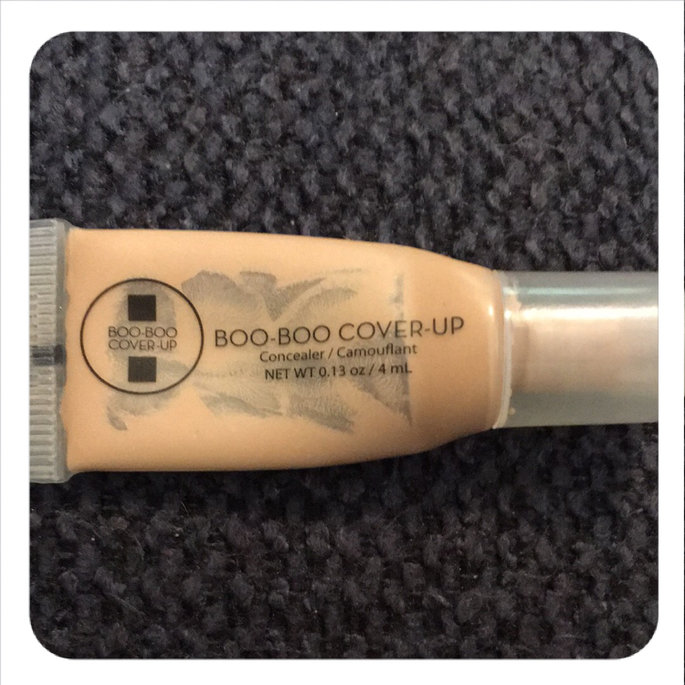 BOO-BOO
COVER-UP
BOO-BOO COVER-UP
Concealer / Camouflant
NET WT 0.13 oz / 4 mL